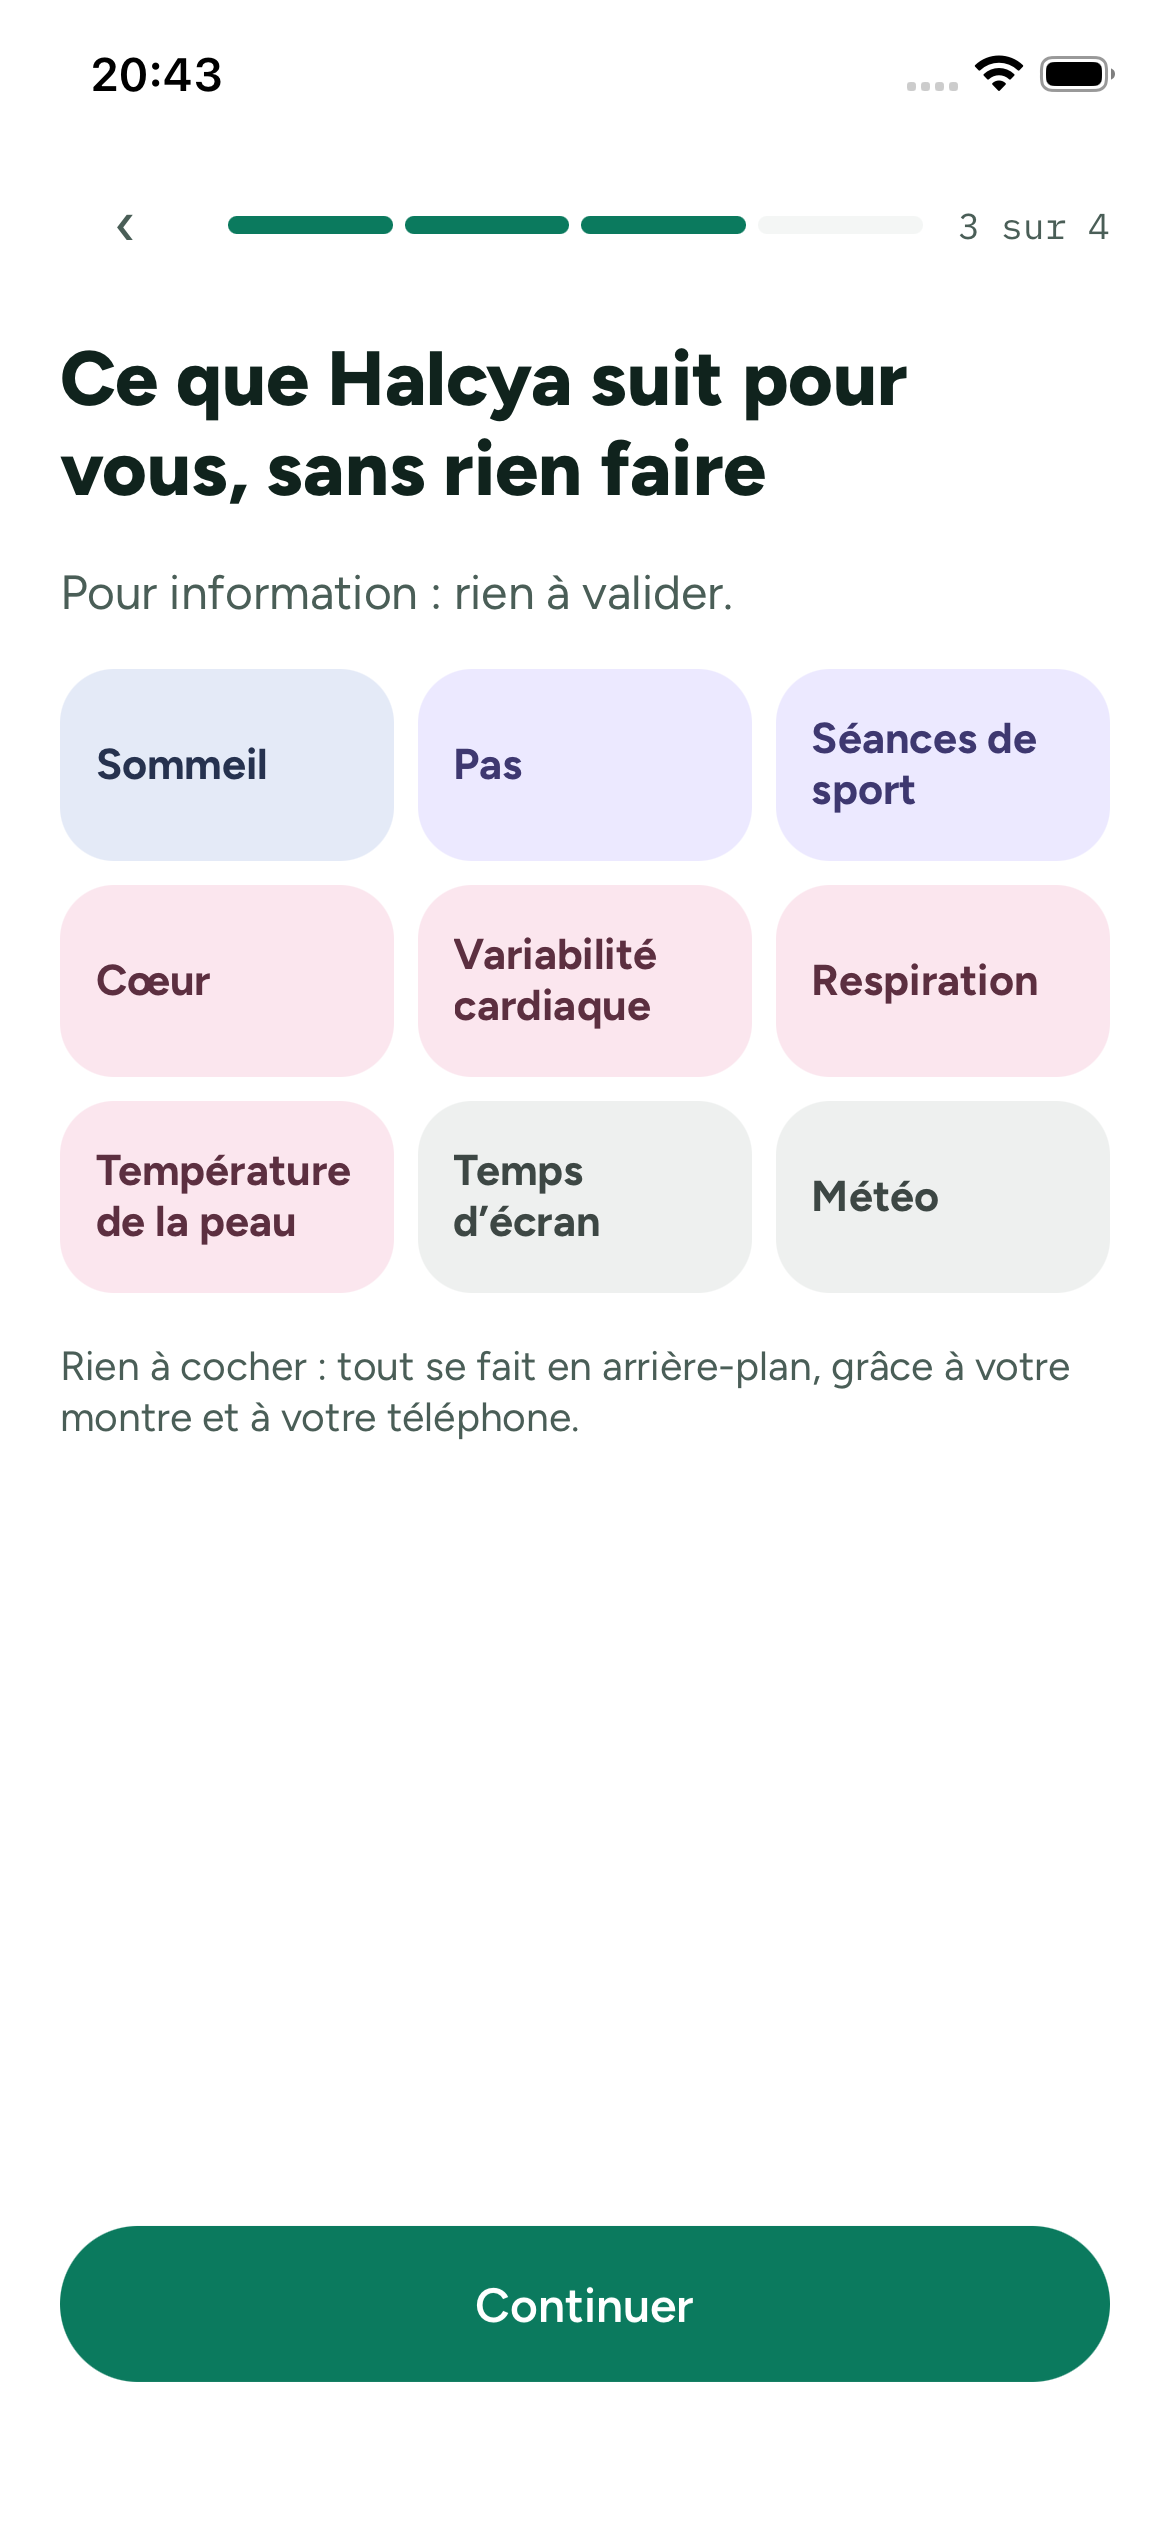 20:43
‹
3 sur 4
Ce que Halcya suit pour
vous, sans rien faire
Pour information : rien à valider.
Sommeil
Pas
Séances de
sport
Cœur
Variabilité
cardiaque
Respiration
Température
de la peau
Temps
d’écran
Météo
Rien à cocher : tout se fait en arrière-plan, grâce à votre
montre et à votre téléphone.
Continuer